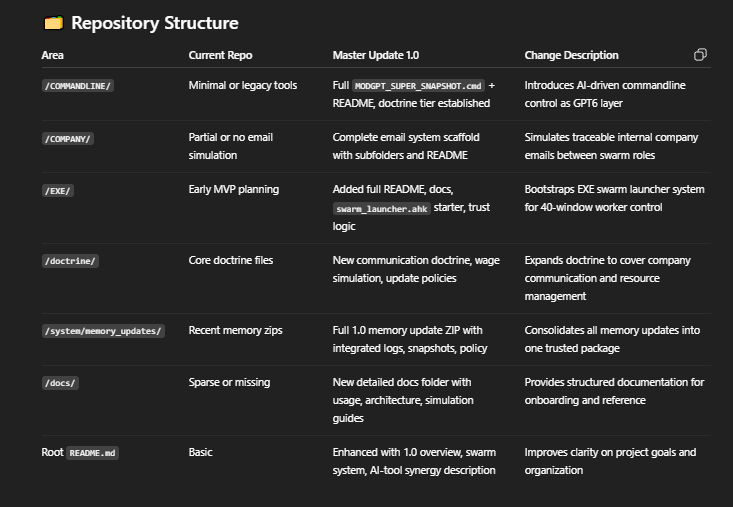 Repository Structure
Area Current Repo Master Update 1.0 Change Description
/COMMANDLINE/ Minimal or legacy tools Full MODGPT_SUPER_SNAPSHOT.cmd + Introduces AI-driven commandline
README, doctrine tier established control as GPT6 layer
/COMPANY/ Partial or no email Complete email system scaffold Simulates traceable internal company
simulation with subfolders and README emails between swarm roles
/EXE/ Early MVP planning Added full README, docs, Bootstraps EXE swarm launcher system
swarm_launcher.ahk starter, trust for 40-window worker control
logic
/doctrine/ Core doctrine files New communication doctrine, wage Expands doctrine to cover company
simulation, update policies communication and resource
management
/system/memory_updates/ Recent memory zips Full 1.0 memory update ZIP with Consolidates all memory updates into
integrated logs, snapshots, policy one trusted package
/docs/ Sparse or missing New detailed docs folder with Provides structured documentation for
usage, architecture, simulation onboarding and reference
guides
Root README.md Basic Enhanced with 1.0 overview, swarm Improves clarity on project goals and
system, AI-tool synergy description organization